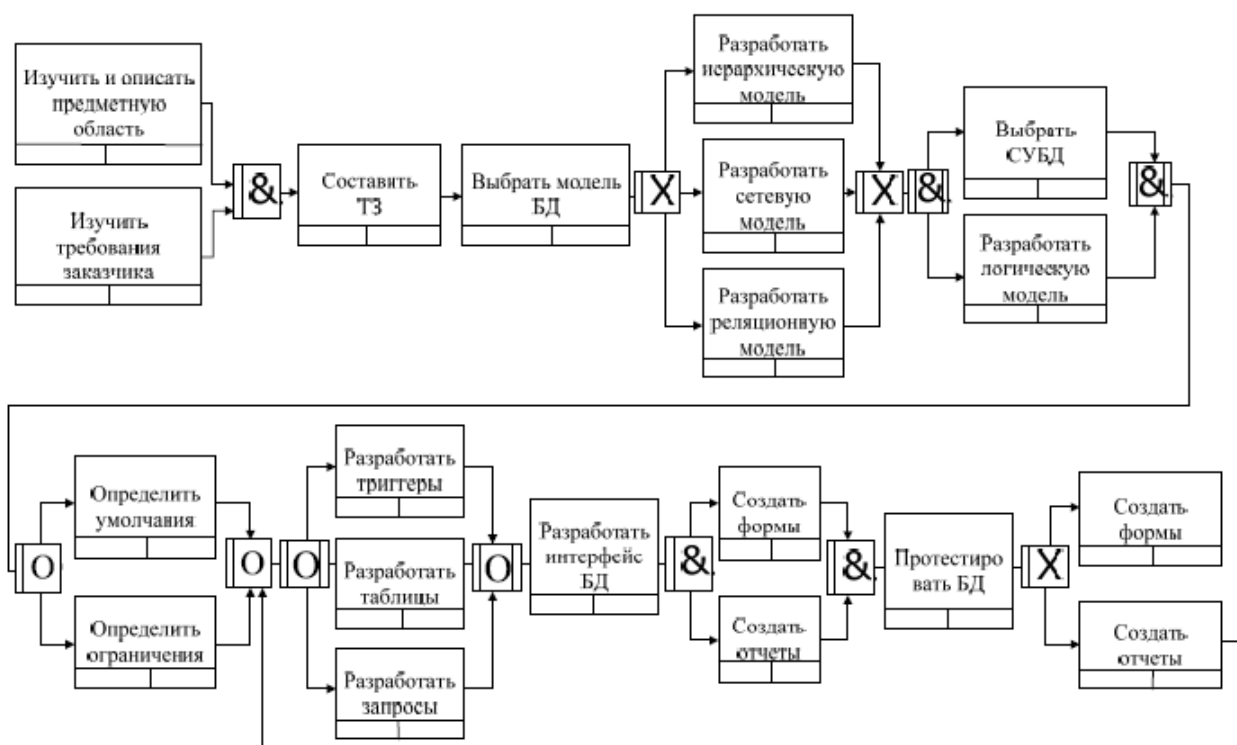 Изучить и описать
предметную
область
Изучить
требования
заказчика
&
Составить
ТЗ
Выбрать модель
БД
X
Разработать
иерархическую
модель
Разработать
сетевую
модель
Разработать
реляционную
модель
X
&
Выбрать
СУБД
Разработать
логическую
модель
&
O
Определить
умолчания
Определить
ограничения
O
O
Разработать
триггеры
Разработать
таблицы
Разработать
запросы
O
Разработать
интерфейс
БД
&
Создать
формы
Создать
отчеты
&
Протестиро
вать БД
X
Создать
формы
Создать
отчеты